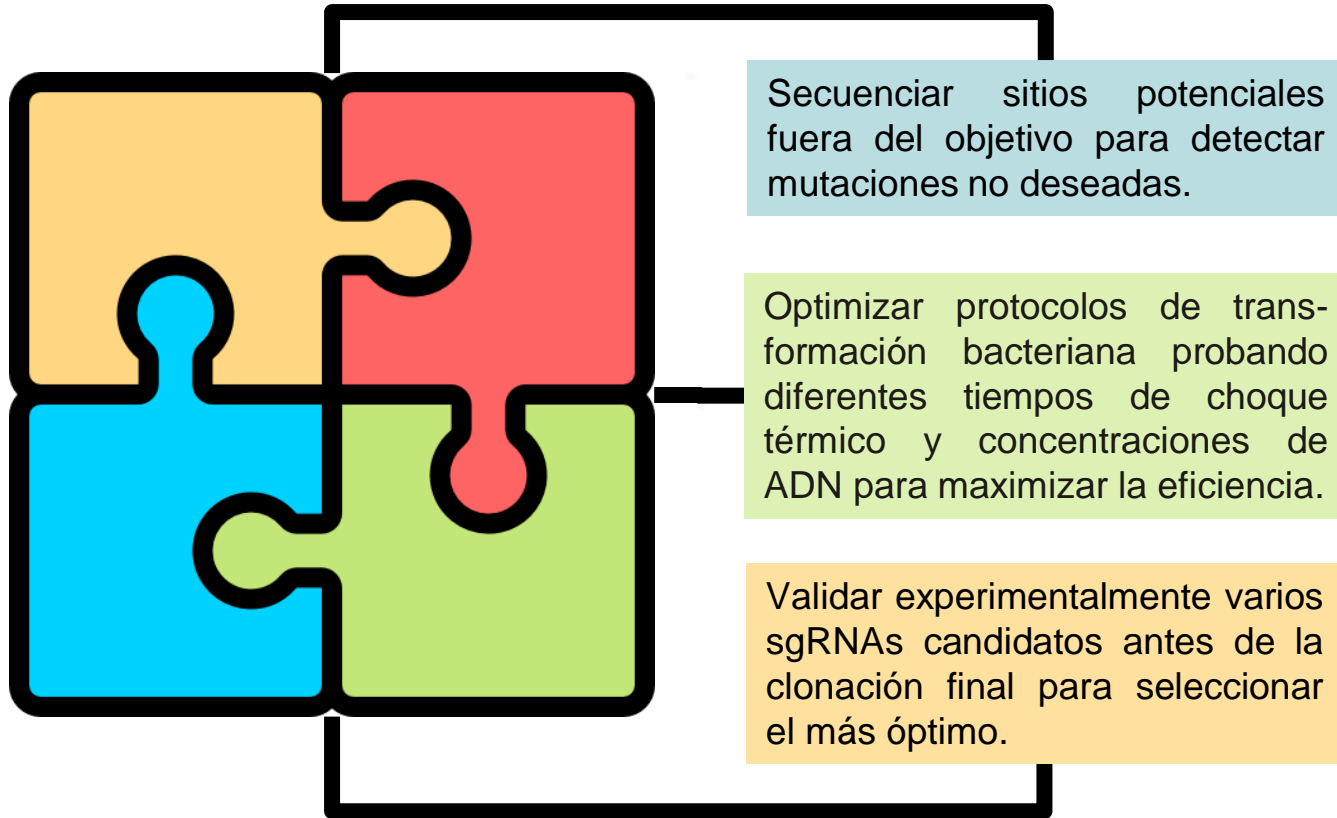 Secuenciar sitios potenciales
fuera del objetivo para detectar
mutaciones no deseadas.
Optimizar protocolos de trans-
formación bacteriana probando
diferentes tiempos de choque
térmico y concentraciones de
ADN para maximizar la eficiencia.
Validar experimentalmente varios
sgRNAs candidatos antes de la
clonación final para seleccionar
el más óptimo.